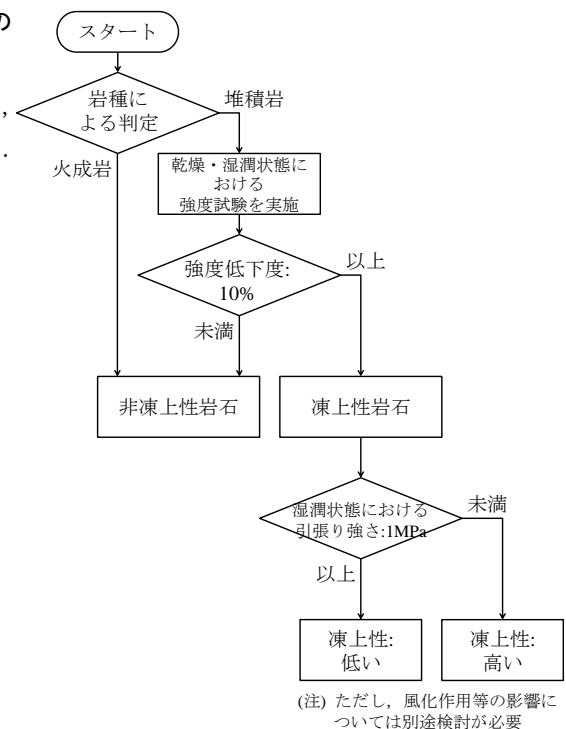 の
スタート
岩種に
よる判定
堆積岩
,
.
火成岩
乾燥・湿潤状態に
おける
強度試験を実施
強度低下度:
10%
以上
未満
非凍上性岩石
凍上性岩石
湿潤状態における
引張り強さ:1MPa
未満
以上
凍上性:
低い
凍上性:
高い
(注) ただし，風化作用等の影響に
ついては別途検討が必要